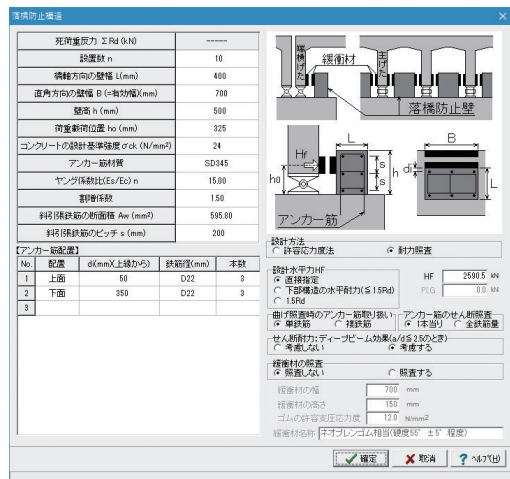 落橋防止構造
死荷重反力 ΣRd (kN) -----
設置数 n 10
橋軸方向の壁幅 L(mm) 400
直角方向の壁幅 B (=有効幅)(mm) 700
壁高 h (mm) 500
荷重載荷位置 ho (mm) 325
コンクリートの設計基準強度σck (N/mm²) 24
アンカー筋材質 SD345
ヤング係数比(Es/Ec) n 15.00
割増係数 1.50
斜引張鉄筋の断面積 Aw (mm²) 595.80
斜引張鉄筋のピッチ s (mm) 200
【アンカー筋配置】
No. 配置 di(mm)(上縁から) 鉄筋径(mm) 本数
1 上面 50 D22 3
2 下面 350 D22 3
3
端横げた
緩衝材
主げた
落橋防止壁
L
B
Hf
h0
s
s
h
di
L
アンカー筋
設計方法
許容応力度法 耐力照査
設計水平力HF
直接指定
下部構造の水平耐力(≦1.5Rd)
1.5Rd
HF 2590.5 kN
PLG 0.0 kN
曲げ照査時のアンカー筋取り扱い
単鉄筋 複鉄筋
アンカー筋のせん断照査
1本当り 全鉄筋量
せん断耐力:ディープビーム効果(a/d≦2.5のとき)
考慮しない 考慮する
緩衝材の照査
照査しない 照査する
緩衝材の幅 700 mm
緩衝材の高さ 150 mm
ゴムの許容支圧応力度 12.0 N/mm2
緩衝材名称 ネオプレンゴム相当(硬度55°±5°程度)
確定 取消 ? ヘルプ(H)